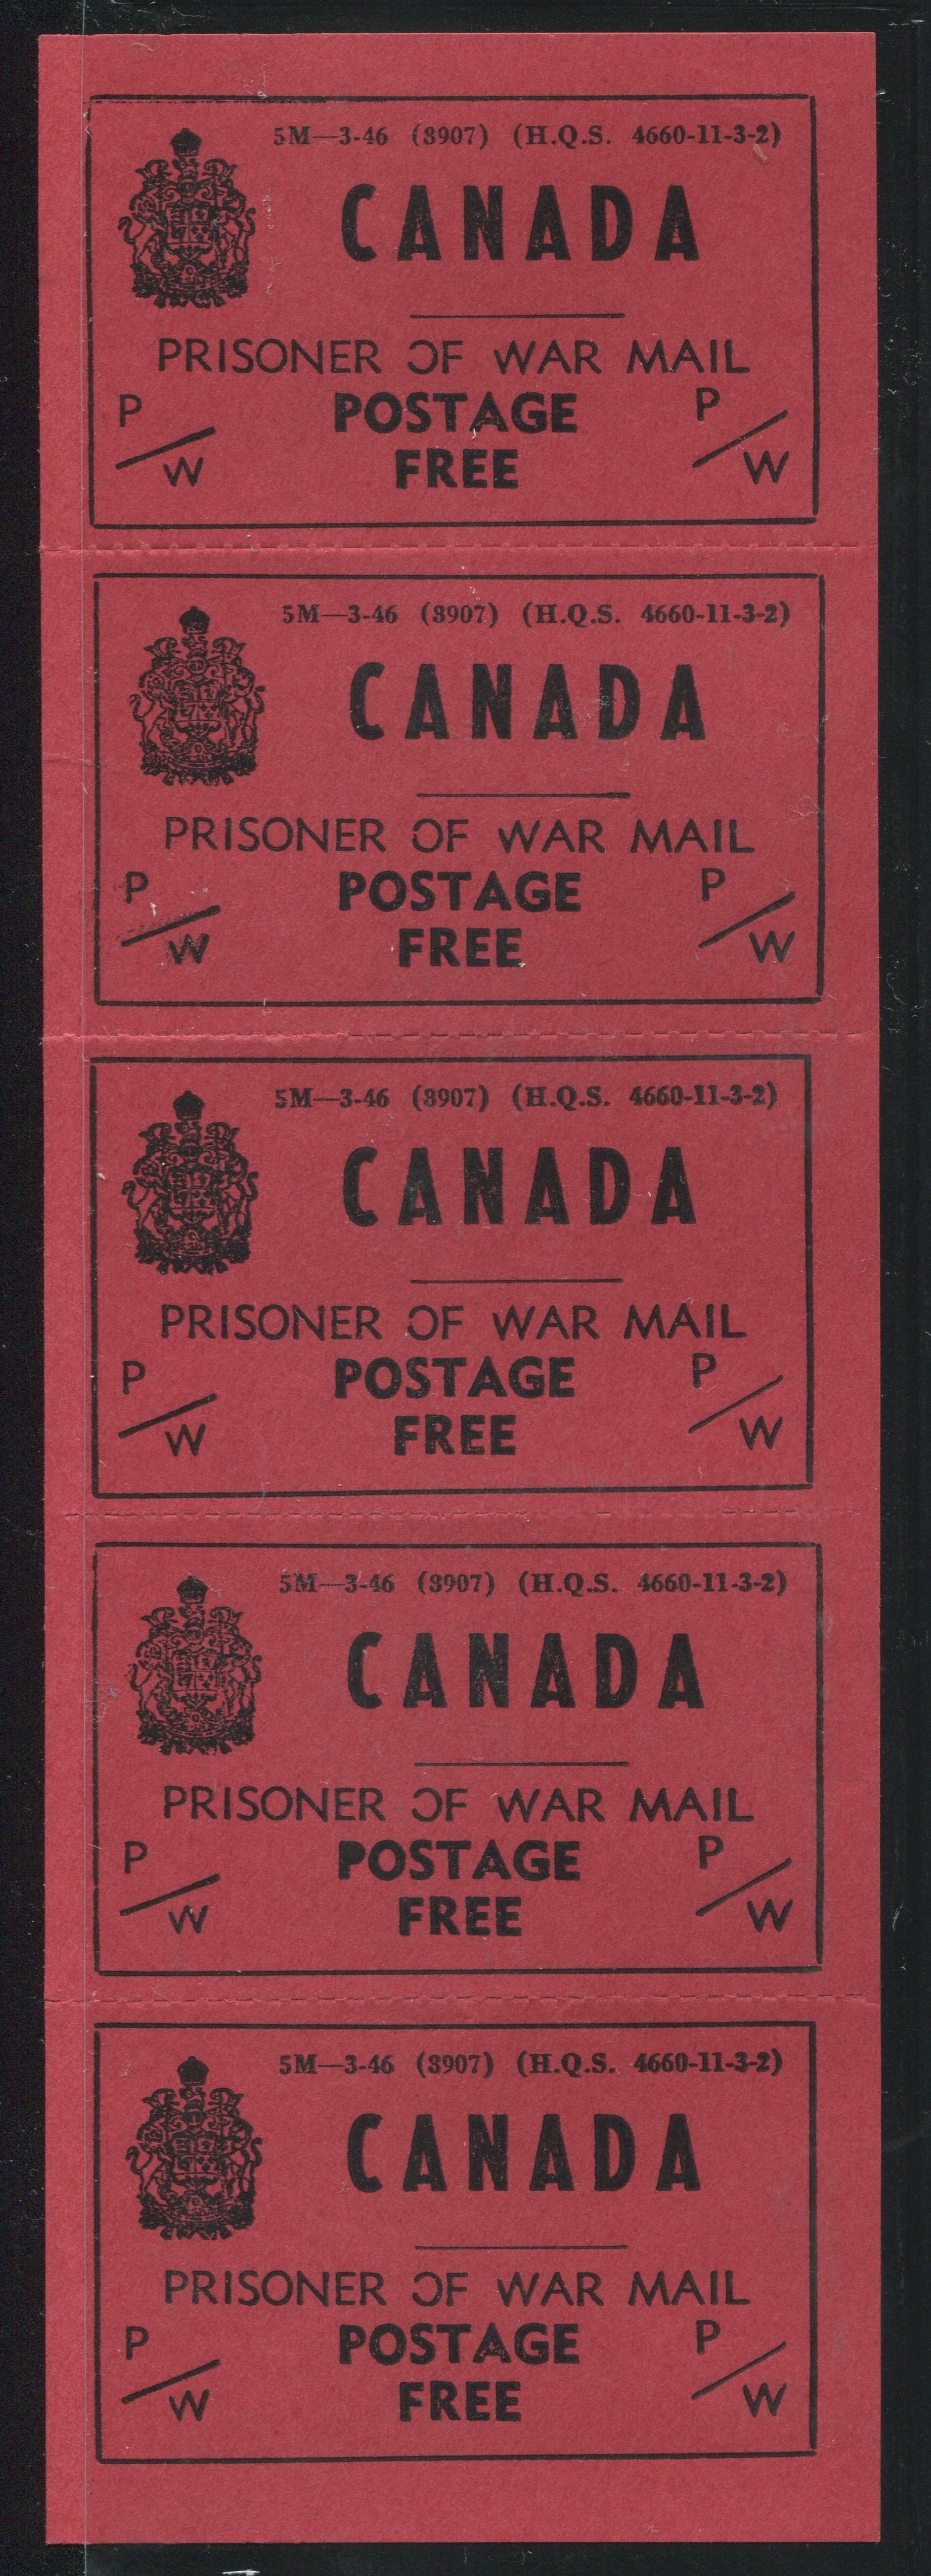 5M—3-46 (3907) (H.Q.S. 4660-11-3-2)
CANADA
PRISONER OF WAR MAIL
P/W POSTAGE P/W
FREE
5M—3-46 (3907) (H.Q.S. 4660-11-3-2)
CANADA
PRISONER OF WAR MAIL
P/W POSTAGE P/W
FREE
5M—3-46 (3907) (H.Q.S. 4660-11-3-2)
CANADA
PRISONER OF WAR MAIL
P/W POSTAGE P/W
FREE
5M—3-46 (3907) (H.Q.S. 4660-11-3-2)
CANADA
PRISONER OF WAR MAIL
P/W POSTAGE P/W
FREE
5M—3-46 (3907) (H.Q.S. 4660-11-3-2)
CANADA
PRISONER OF WAR MAIL
P/W POSTAGE P/W
FREE